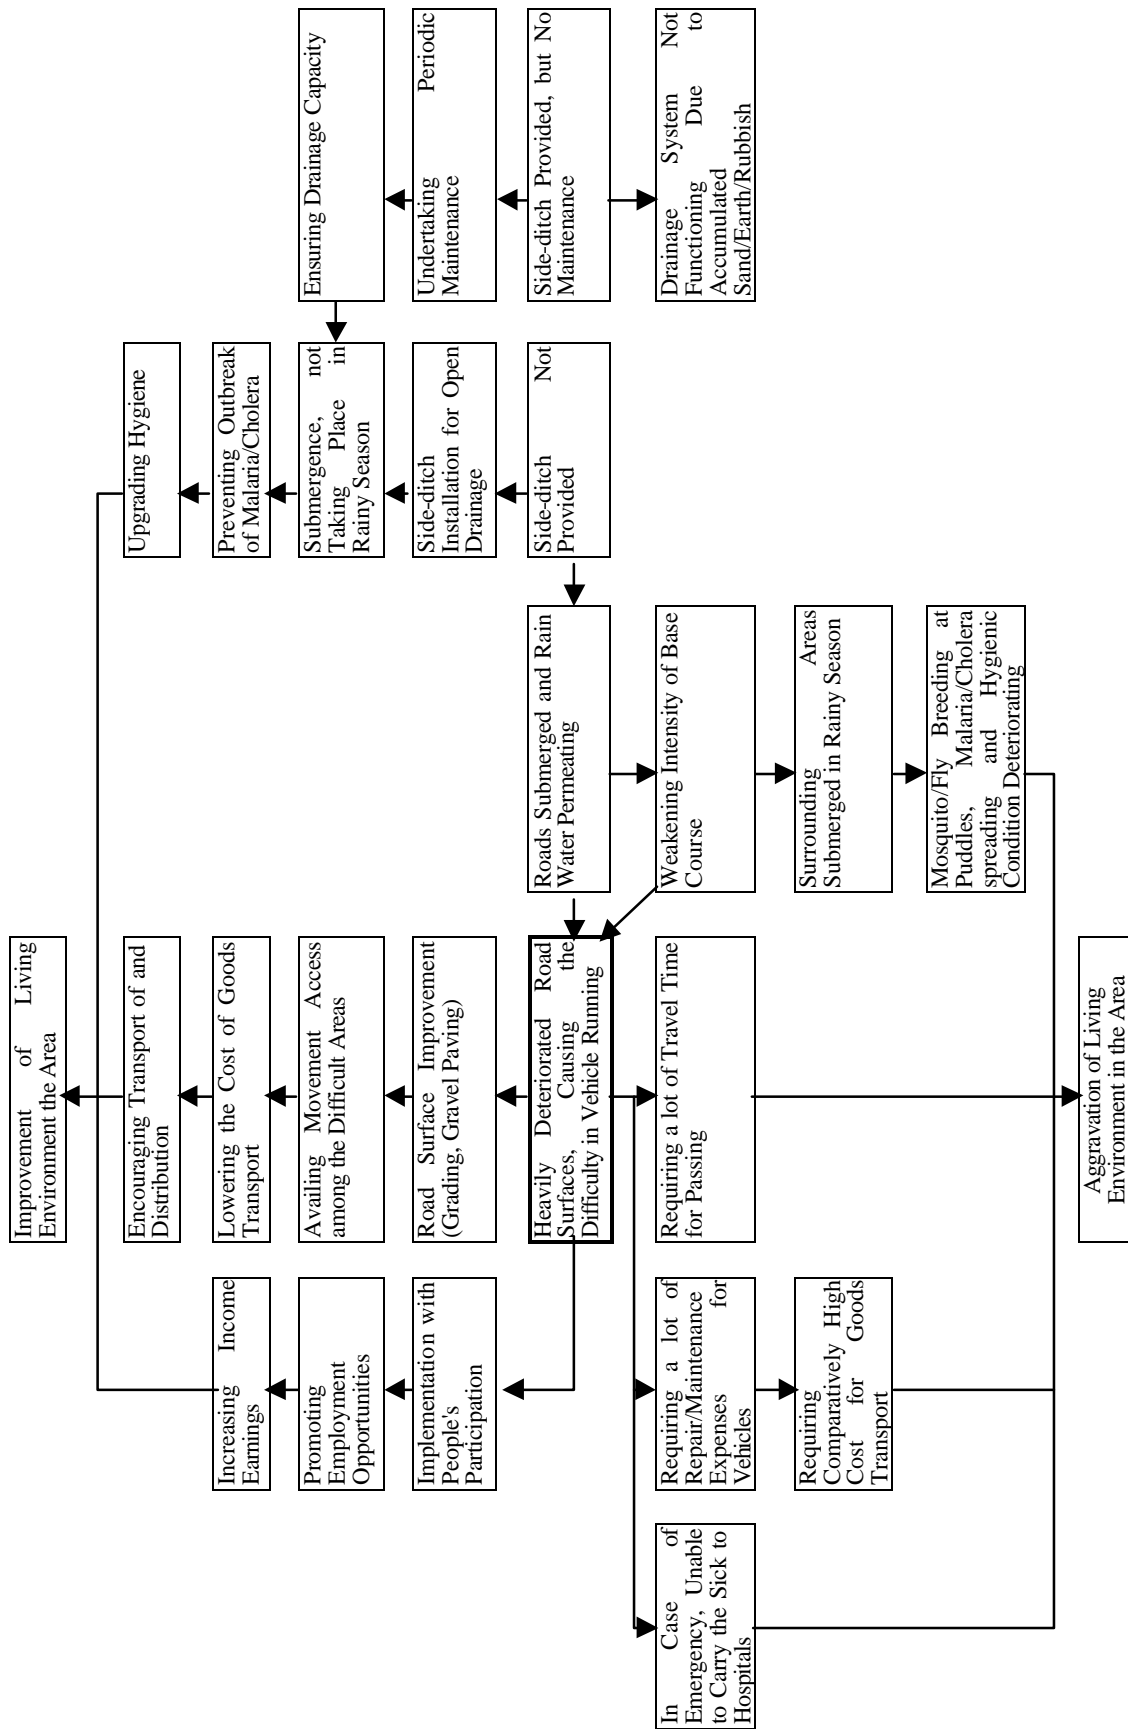 Improvement of Living
Environment the Area
Encouraging Transport of and
Distribution
Upgrading Hygiene
Increasing Income
Earnings
Lowering the Cost of Goods
Transport
Preventing Outbreak
of Malaria/Cholera
Promoting
Employment
Opportunities
Availing Movement Access
among the Difficult Areas
Submergence, not
Taking Place in
Rainy Season
Ensuring Drainage Capacity
Implementation with
People's
Participation
Road Surface Improvement
(Grading, Gravel Paving)
Side-ditch
Installation for Open
Drainage
Undertaking Periodic
Maintenance
Heavily Deteriorated Road
Surfaces, Causing the
Difficulty in Vehicle Running
Roads Submerged and Rain
Water Permeating
Side-ditch Not
Provided
Side-ditch Provided, but No
Maintenance
In Case of
Emergency, Unable
to Carry the Sick to
Hospitals
Requiring a lot of
Repair/Maintenance
Expenses for
Vehicles
Requiring a lot of Travel Time
for Passing
Weakening Intensity of Base
Course
Drainage System Not
Functioning Due to
Accumulated
Sand/Earth/Rubbish
Requiring
Comparatively High
Cost for Goods
Transport
Surrounding Areas
Submerged in Rainy Season
Mosquito/Fly Breeding at
Puddles, Malaria/Cholera
spreading and Hygienic
Condition Deteriorating
Aggravation of Living
Environment in the Area